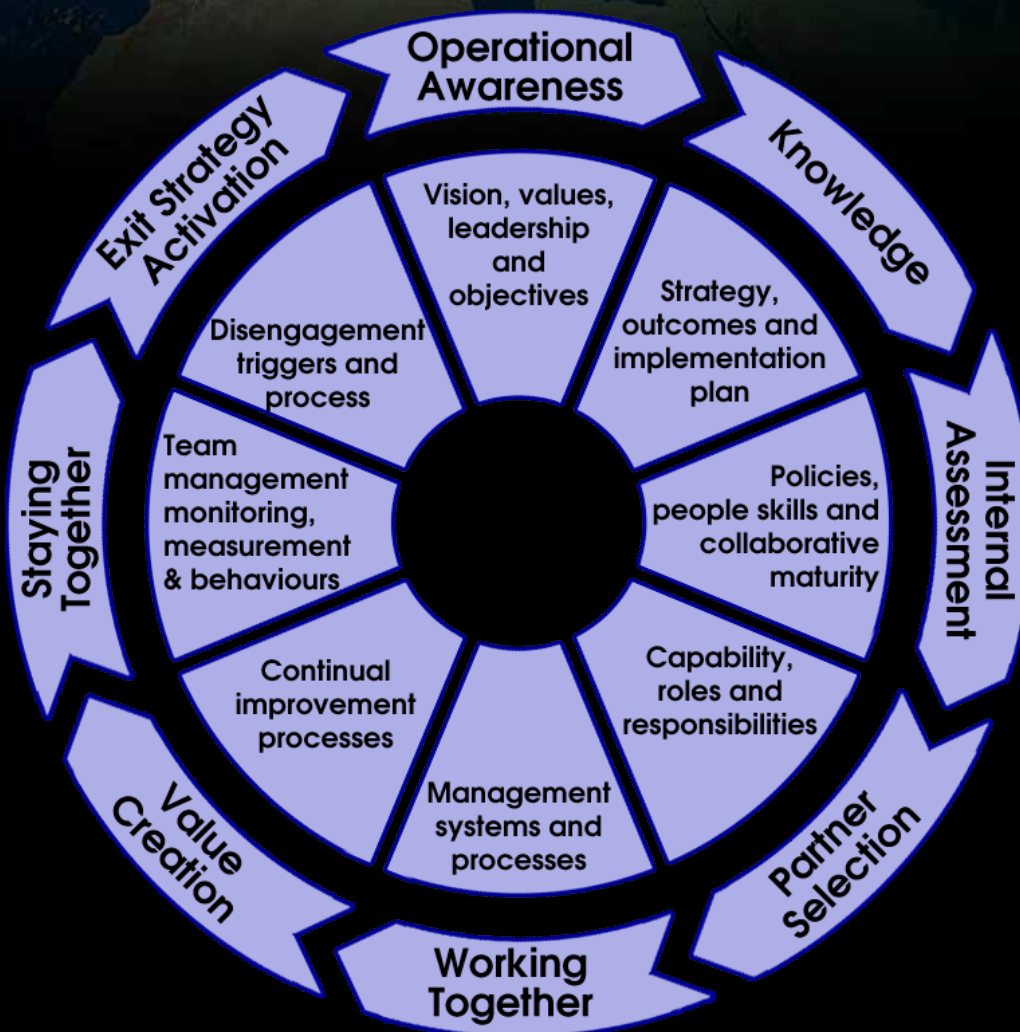 Operational
Awareness
Knowledge
Internal
Assessment
Partner
Selection
Working
Together
Value
Creation
Staying
Together
Exit Strategy
Activation
Vision, values,
leadership
and
objectives
Strategy,
outcomes and
implementation
plan
Policies,
people skills and
collaborative
maturity
Capability,
roles and
responsibilities
Management
systems and
processes
Continual
improvement
processes
Team
management
monitoring,
measurement
& behaviours
Disengagement
triggers and
process